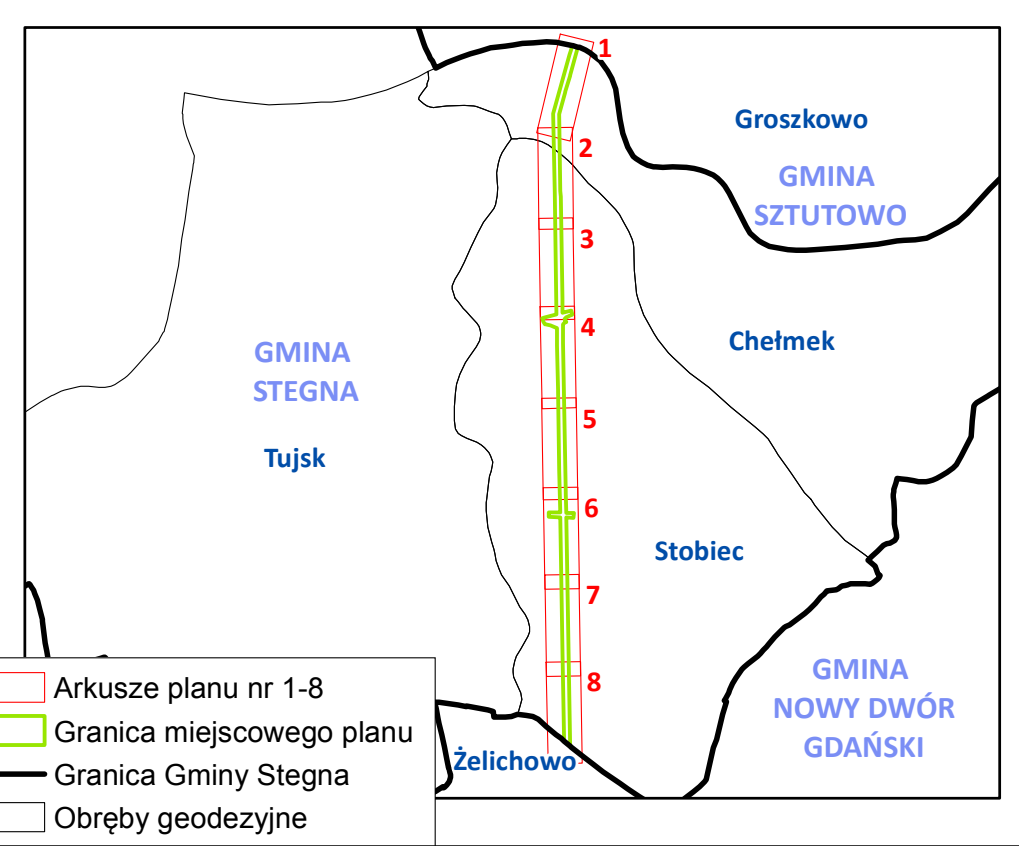 1
Groszkowo
2
GMINA
SZTUTOWO
3
4
Chełmek
GMINA
STEGNA
5
Tujsk
6
Stobiec
7
8
GMINA
NOWY DWÓR
GDAŃSKI
Żelichowo
Arkusze planu nr 1-8
Granica miejscowego planu
Granica Gminy Stegna
Obręby geodezyjne